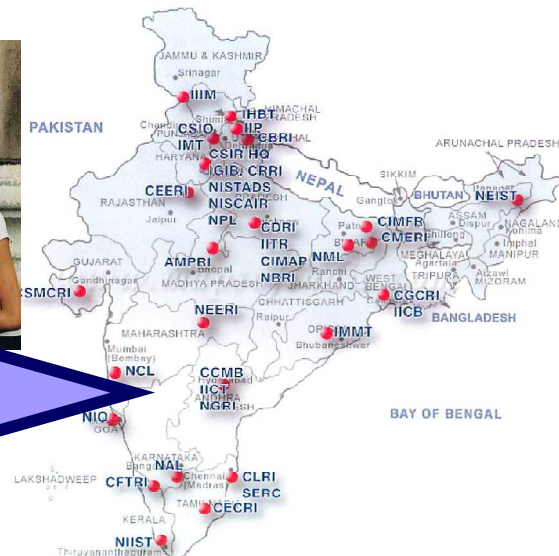 JAMMU & KASHMIR
Srinagar
IIIM
IHBT
HIMACHAL
PRADESH
PAKISTAN
CSIO
IIP
CBRI
IMT
CSIR HQ
HARYANA
IGIB, CRRI
NISTADS
NISCAIR
NPL
CEERI
RAJASTHAN
Jaipur
NEPAL
SIKKIM
Gangtok
BHUTAN
ARUNACHAL PRADESH
NEIST
ASSAM
Dispur
NAGALAND
Kohima
Imphal
MANIPUR
MEGHALAYA
Agartala
TRIPURA
Aizawl
MIZORAM
CDRI
IITR
CIMAP
NBRI
CIMFR
CMERI
NML
Ranchi
JHARKHAND
AMPRI
Bhopal
MADHYA PRADESH
GUJARAT
Gandhinagar
CSMCRI
WEST
BENGAL
CGCRI
IICB
BANGLADESH
CHHATTISGARH
Raipur
NEERI
MAHARASHTRA
IMMT
Bhubaneshwar
Mumbai
(Bombay)
NCL
CCMB
IICT
NGRI
BAY OF BENGAL
NIO
GOA
KARNATAKA
NAL
Chennai
(Madras)
CLRI
SERC
CFTRI
CECRI
LAKSHADWEEP
KERALA
NIIST
Thiruvananthapuram